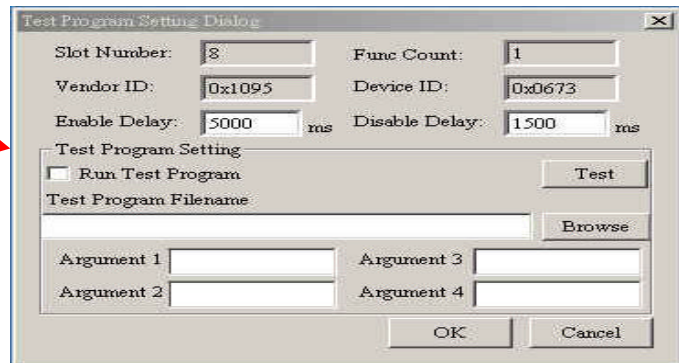 Test Program Setting Dialog
Slot Number: 8 Func Count: 1
Vendor ID: 0x1095 Device ID: 0x0673
Enable Delay: 5000 ms Disable Delay: 1500 ms
Test Program Setting
Run Test Program Test
Test Program Filename
Browse
Argument 1 Argument 3
Argument 2 Argument 4
OK Cancel